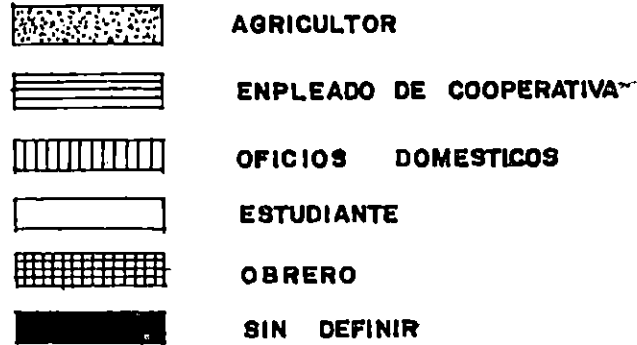 AGRICULTOR
ENPLEADO DE COOPERATIVA
OFICIOS DOMESTICOS
ESTUDIANTE
OBRERO
SIN DEFINIR